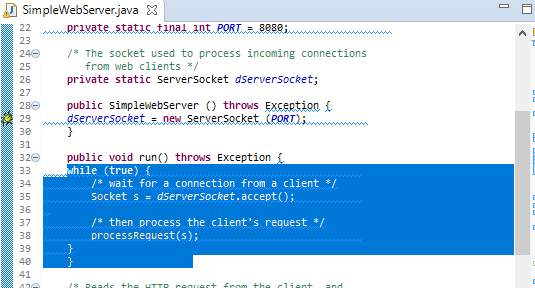 SimpleWebServer.java
22 private static final int PORT = 8080;
23
24 /* The socket used to process incoming connections
25 from web clients */
26 private static ServerSocket dServerSocket;
27
28 public SimpleWebServer () throws Exception {
29 dServerSocket = new ServerSocket (PORT);
30 }
31
32 public void run() throws Exception {
33 while (true) {
34 /* wait for a connection from a client */
35 Socket s = dServerSocket.accept();
36
37 /* then process the client's request */
38 processRequest(s);
39 }
40 }
41
42 /* Reads the HTTP request from the client, and